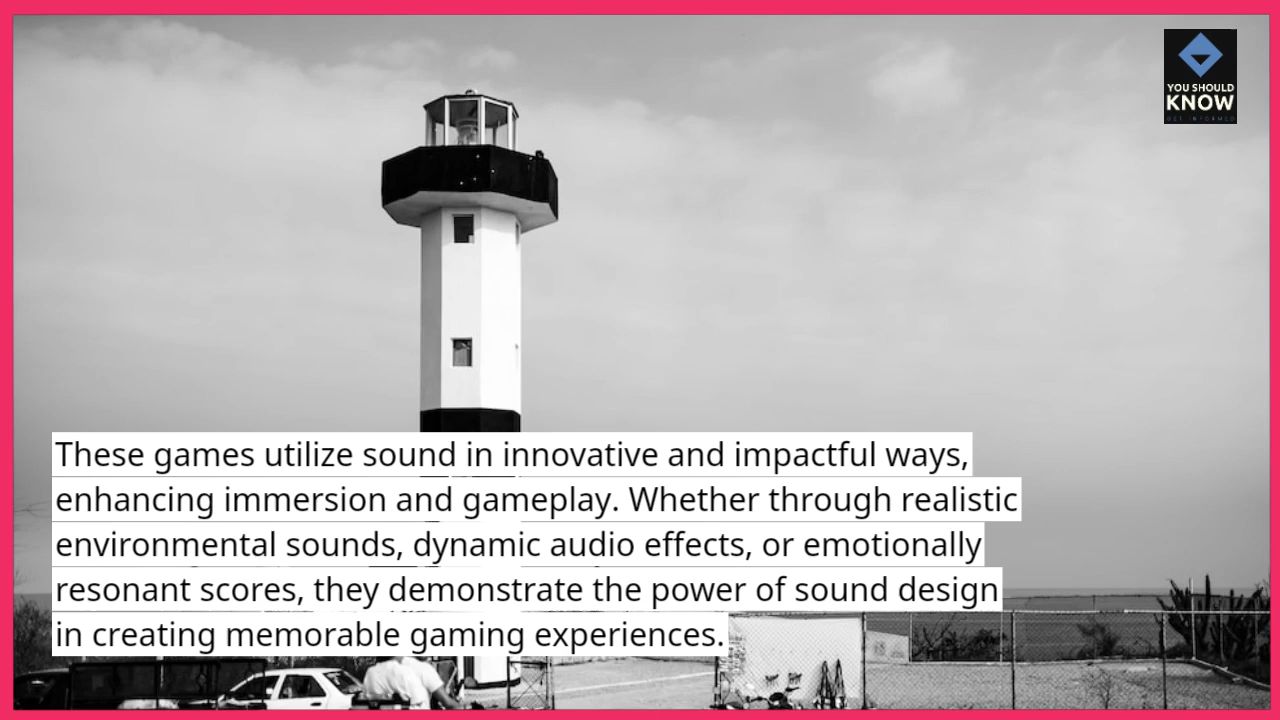 YOU SHOULD
KNOW
GET INFORMED
These games utilize sound in innovative and impactful ways,
enhancing immersion and gameplay. Whether through realistic
environmental sounds, dynamic audio effects, or emotionally
resonant scores, they demonstrate the power of sound design
in creating memorable gaming experiences.